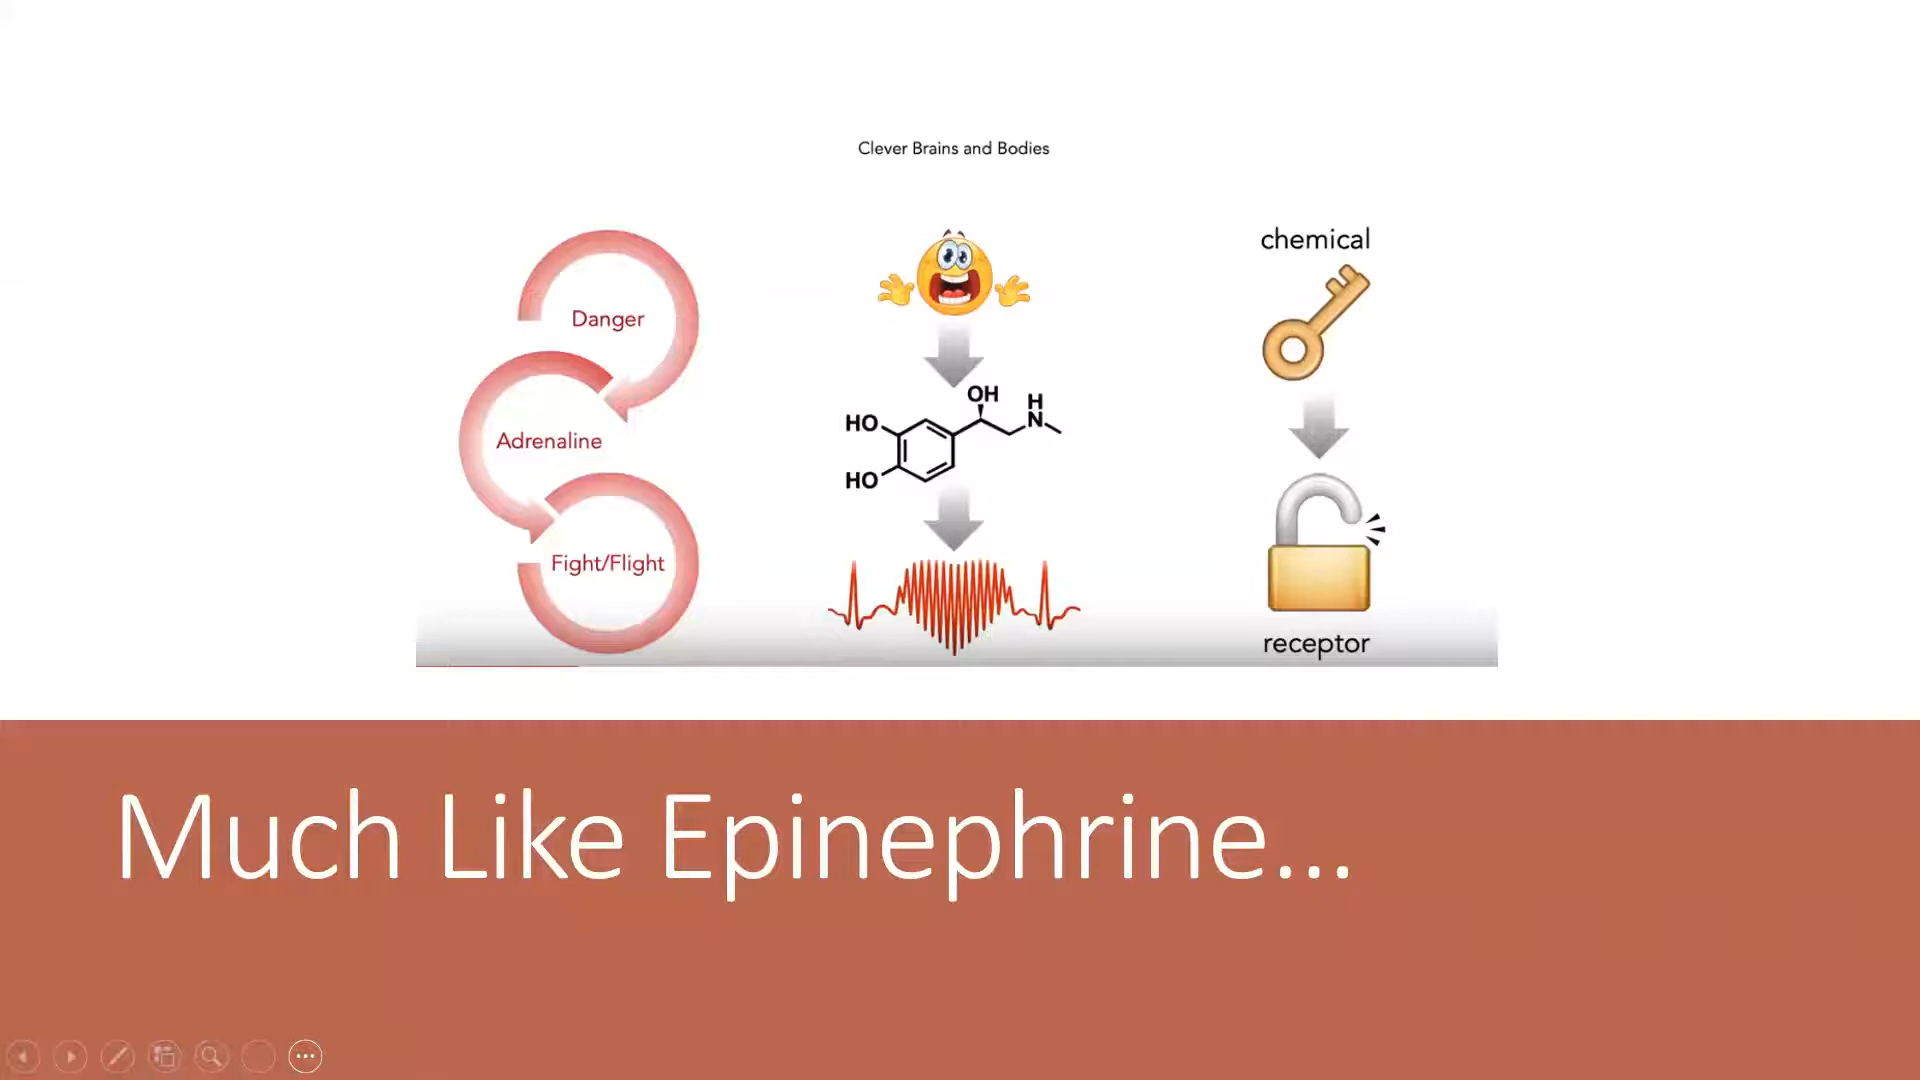 Clever Brains and Bodies
Danger
Adrenaline
Fight/Flight
OH
H
N
HO
HO
chemical
receptor
Much Like Epinephrine...